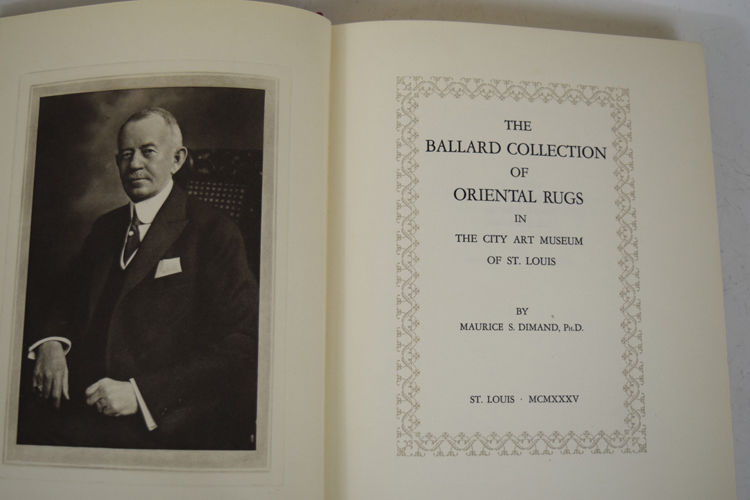 THE
BALLARD COLLECTION
OF
ORIENTAL RUGS
IN
THE CITY ART MUSEUM
OF ST. LOUIS
BY
MAURICE S. DIMAND, Ph.D.
ST. LOUIS · MCMXXXV